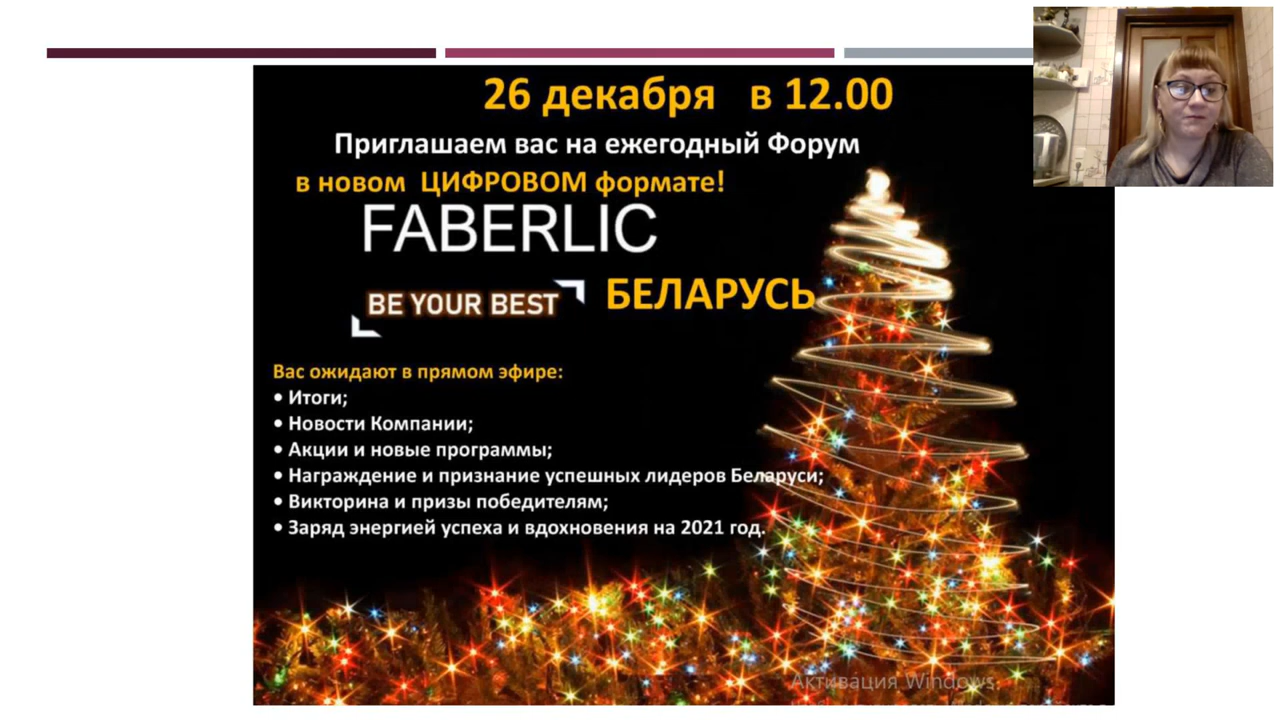 26 декабря в 12.00
Приглашаем вас на ежегодный Форум
в новом ЦИФРОВОМ формате!
FABERLIC
BE YOUR BEST БЕЛАРУСЬ
Вас ожидают в прямом эфире:
• Итоги;
• Новости Компании;
• Акции и новые программы;
• Награждение и признание успешных лидеров Беларуси;
• Викторина и призы победителям;
• Заряд энергией успеха и вдохновения на 2021 год.
Активация Windows